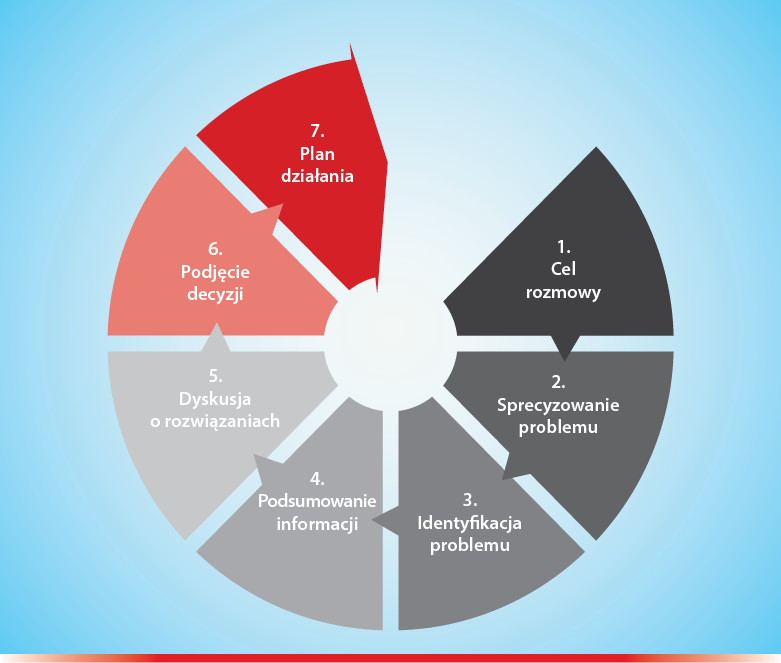 1.
Cel
rozmowy
2.
Sprecyzowanie
problemu
3.
Identyfikacja
problemu
4.
Podsumowanie
informacji
5.
Dyskusja
o rozwiązaniach
6.
Podjęcie
decyzji
7.
Plan
działania